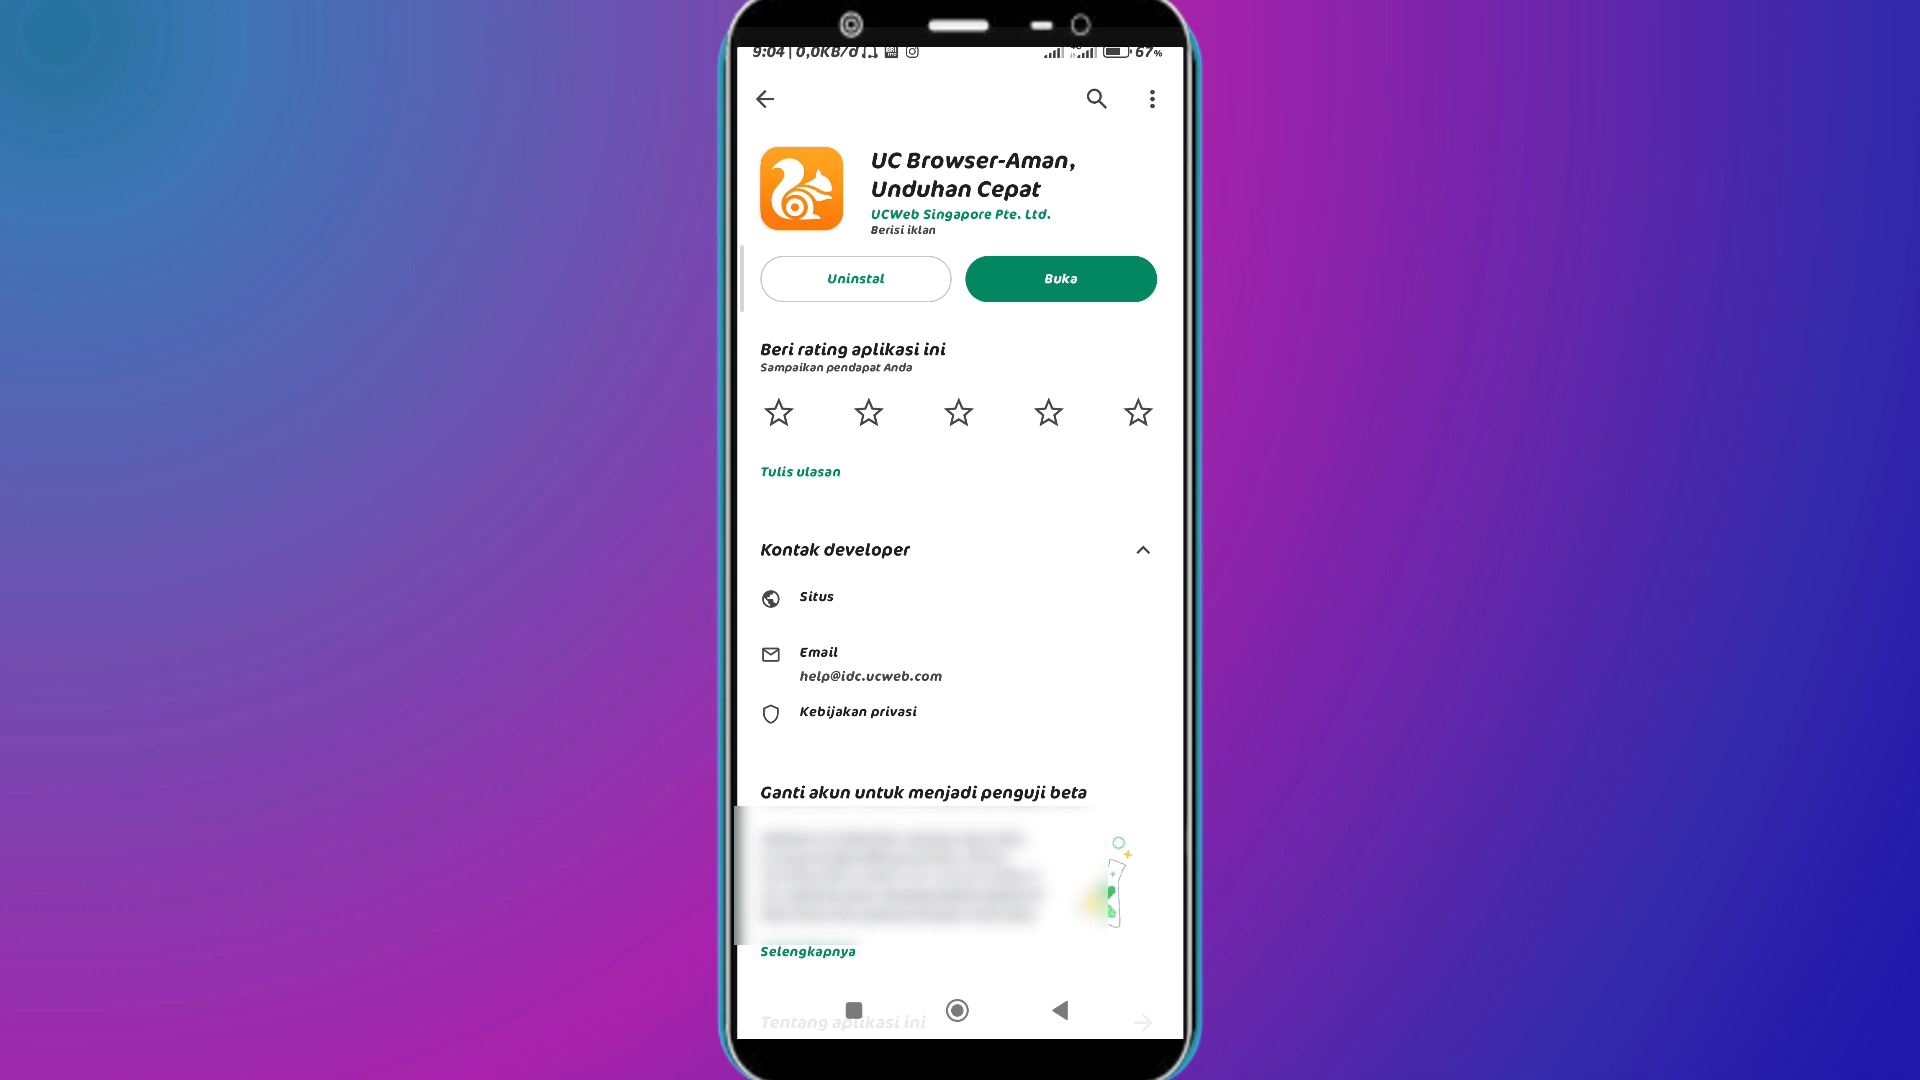 9:04 | 0,0KB/d
67%
UC Browser-Aman,
Unduhan Cepat
UCWeb Singapore Pte. Ltd.
Berisi iklan
Uninstal
Buka
Beri rating aplikasi ini
Sampaikan pendapat Anda
Tulis ulasan
Kontak developer
Situs
Email
help@idc.ucweb.com
Kebijakan privasi
Ganti akun untuk menjadi penguji beta
Selengkapnya
Tentang aplikasi ini